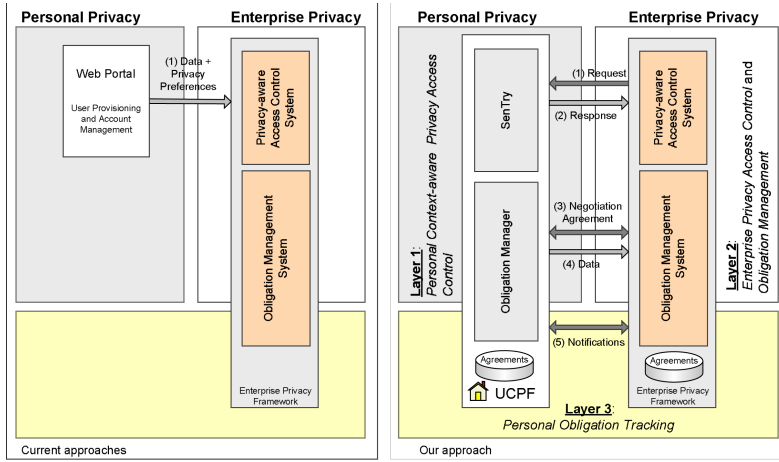 Personal Privacy
Enterprise Privacy
Web Portal
User Provisioning
and Account
Management
(1) Data +
Privacy
Preferences
Privacy-aware
Access Control
System
Obligation Management
System
Enterprise Privacy
Framework
Current approaches
Personal Privacy
Enterprise Privacy
Layer 1:
Personal Context-aware Privacy Access
Control
SenTry
Obligation Manager
Agreements
UCPF
(1) Request
(2) Response
(3) Negotiation
Agreement
(4) Data
(5) Notifications
Privacy-aware
Access Control
System
Obligation Management
System
Agreements
Enterprise Privacy
Framework
Layer 2:
Enterprise Privacy Access Control and
Obligation Management
Layer 3:
Personal Obligation Tracking
Our approach